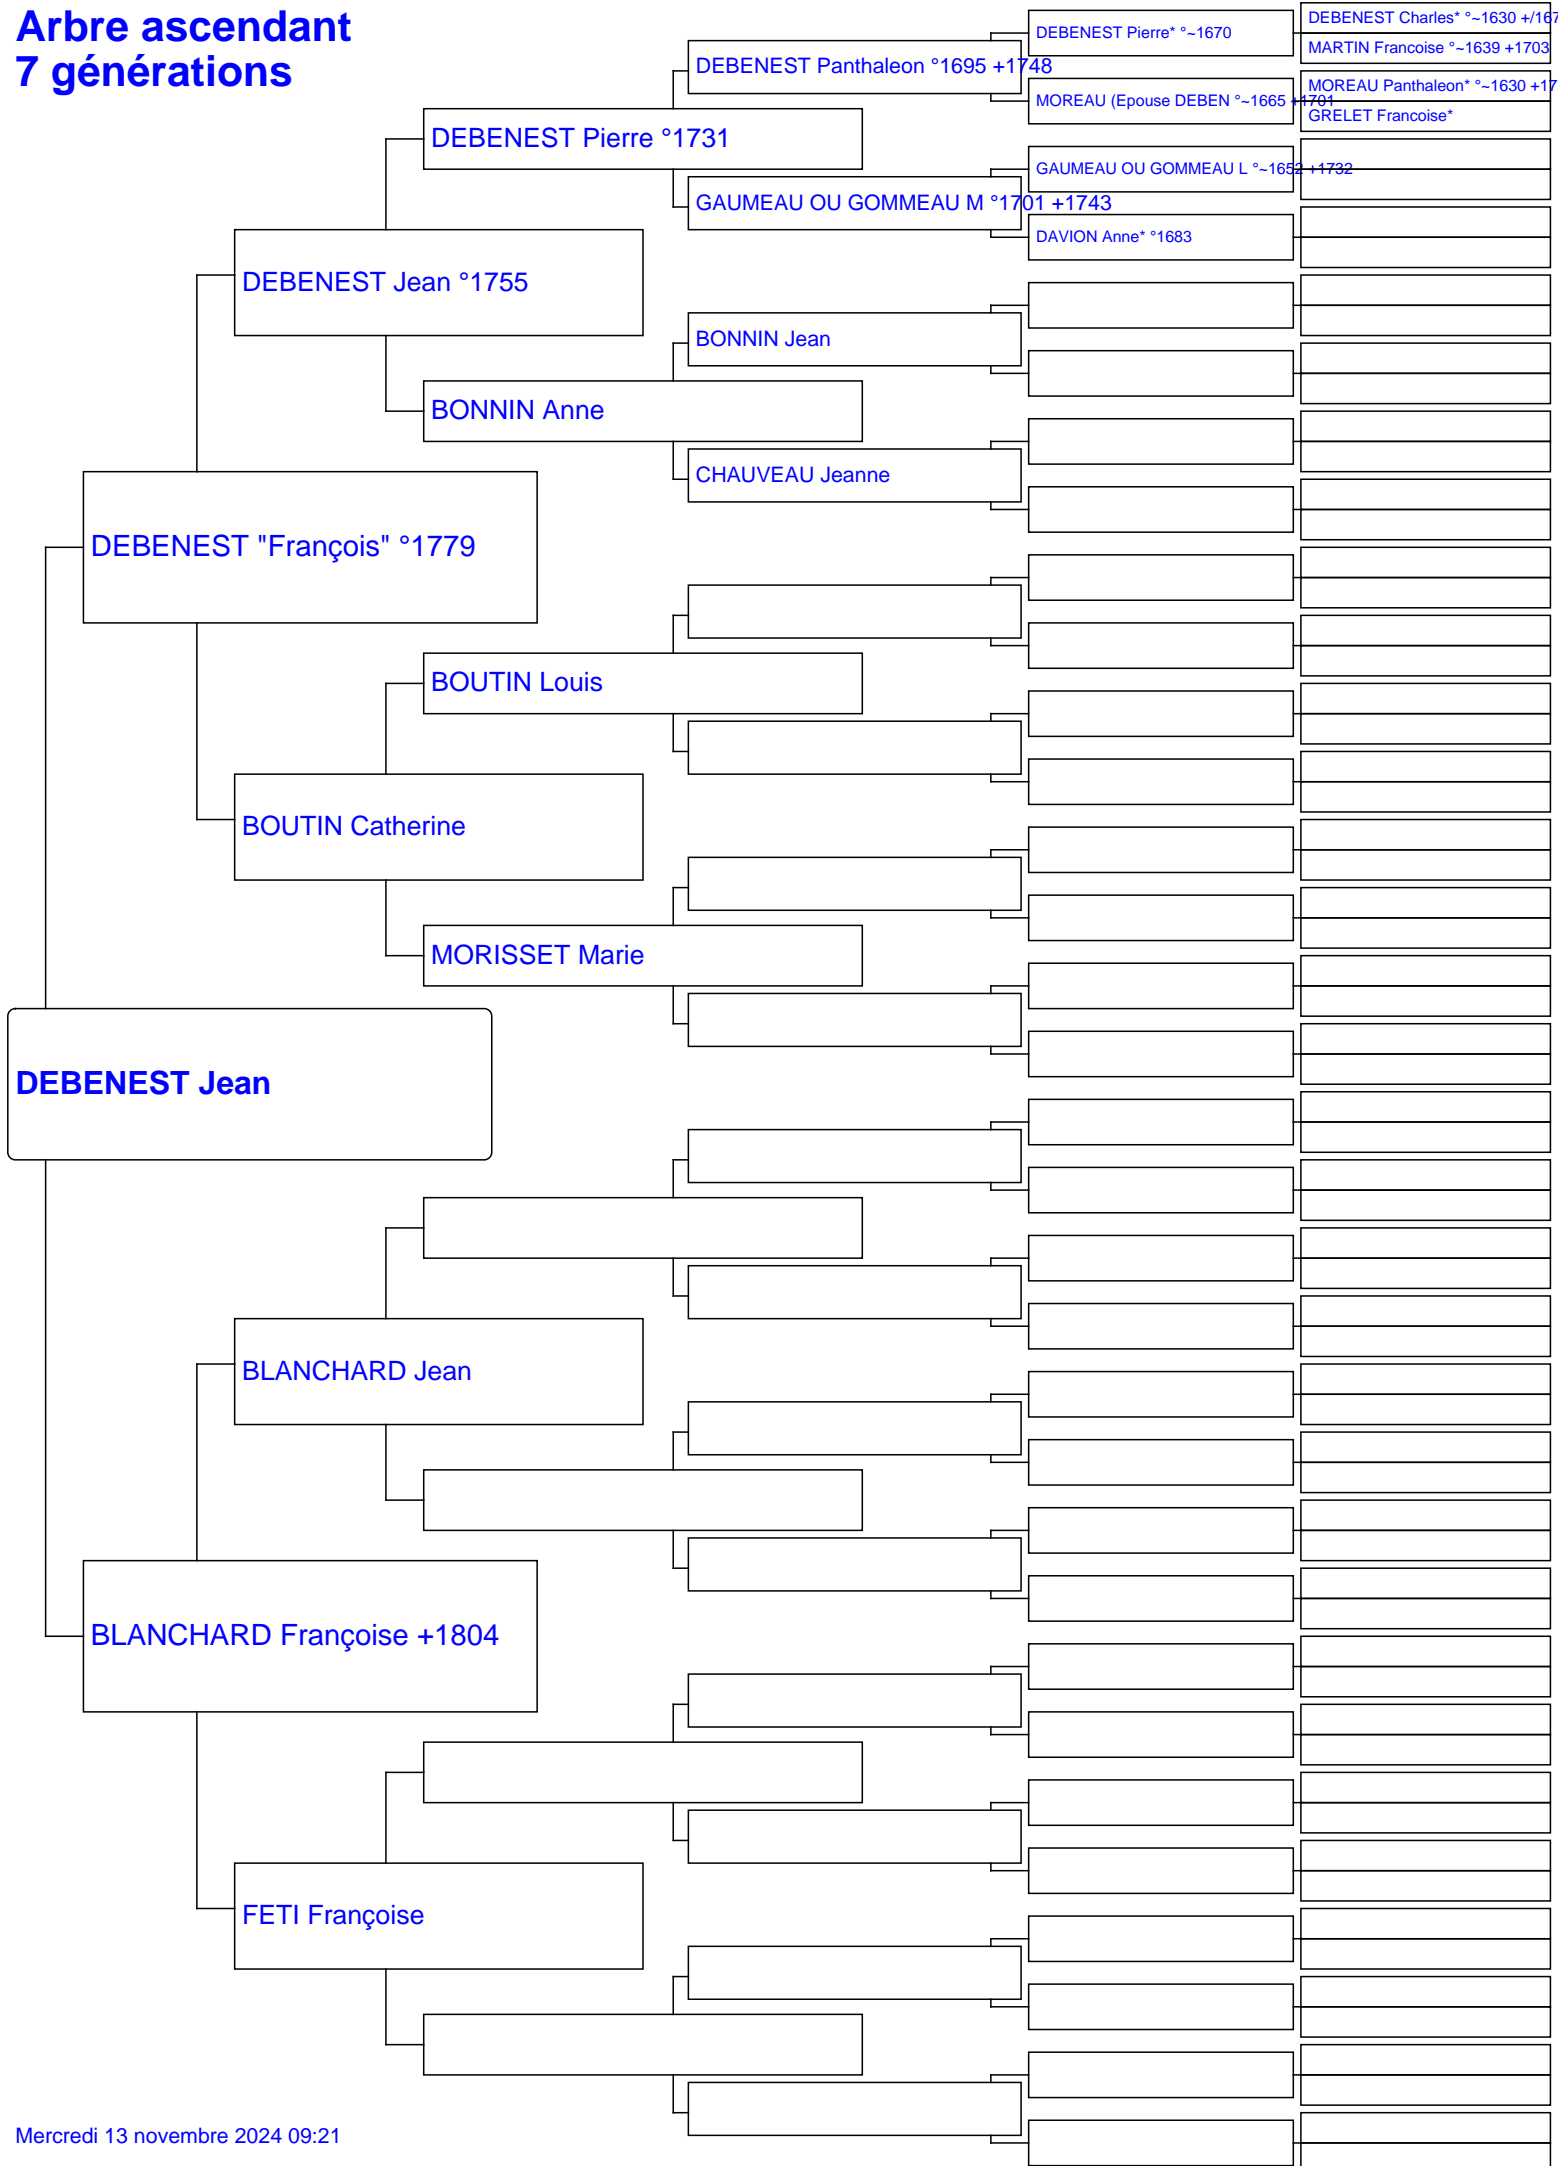 Arbre ascendant
7 générations
DEBENEST Charles* °~1630 +/167
DEBENEST Pierre* °~1670
MARTIN Francoise °~1639 +1703
DEBENEST Panthaleon °1695 +1748
MOREAU Panthaleon* °~1630 +17
MOREAU (Epouse DEBEN °~1665 +1701
GRELET Francoise*
DEBENEST Pierre °1731
GAUMEAU OU GOMMEAU L °~1652 +1732
GAUMEAU OU GOMMEAU M °1701 +1743
DAVION Anne* °1683
DEBENEST Jean °1755
BONNIN Jean
BONNIN Anne
CHAUVEAU Jeanne
DEBENEST "François" °1779
BOUTIN Louis
BOUTIN Catherine
MORISSET Marie
DEBENEST Jean
BLANCHARD Jean
BLANCHARD Françoise +1804
FETI Françoise
Mercredi 13 novembre 2024 09:21